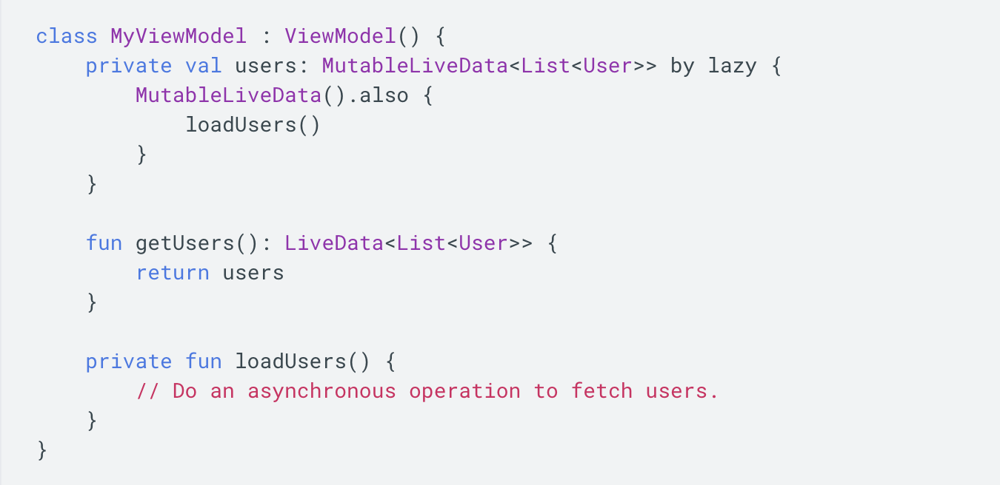 class MyViewModel : ViewModel() {
    private val users: MutableLiveData<List<User>> by lazy {
        MutableLiveData().also {
            loadUsers()
        }
    }

    fun getUsers(): LiveData<List<User>> {
        return users
    }

    private fun loadUsers() {
        // Do an asynchronous operation to fetch users.
    }
}